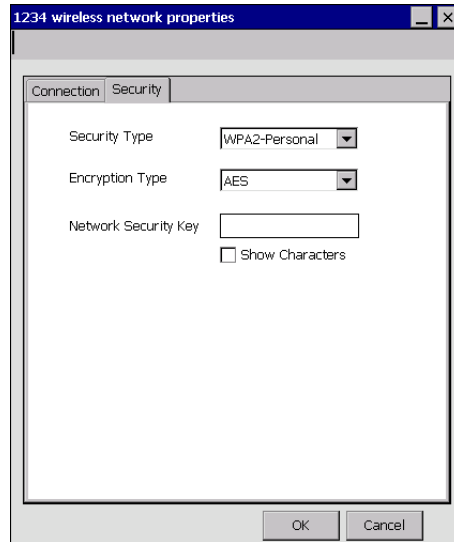 1234 wireless network properties
Connection Security
Security Type WPA2-Personal
Encryption Type AES
Network Security Key
Show Characters
OK Cancel